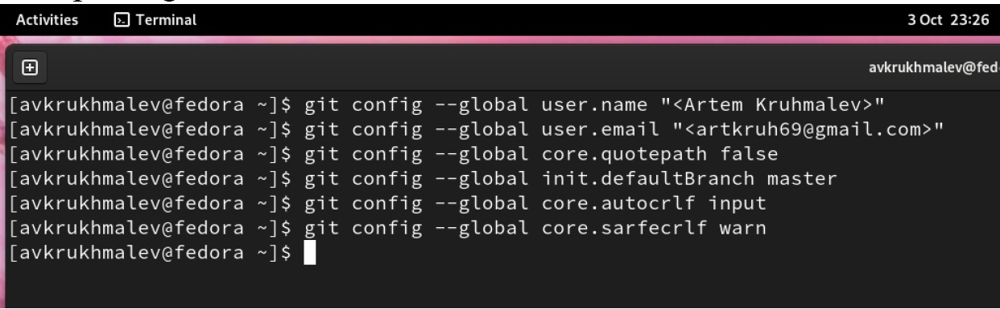 Activities Terminal 3 Oct 23:26
avkrukhmalev@fed
[avkrukhmalev@fedora ~]$ git config --global user.name "<Artem Kruhmalev>"
[avkrukhmalev@fedora ~]$ git config --global user.email "<artkruh69@gmail.com>"
[avkrukhmalev@fedora ~]$ git config --global core.quotepath false
[avkrukhmalev@fedora ~]$ git config --global init.defaultBranch master
[avkrukhmalev@fedora ~]$ git config --global core.autocrlf input
[avkrukhmalev@fedora ~]$ git config --global core.sarfecrlf warn
[avkrukhmalev@fedora ~]$